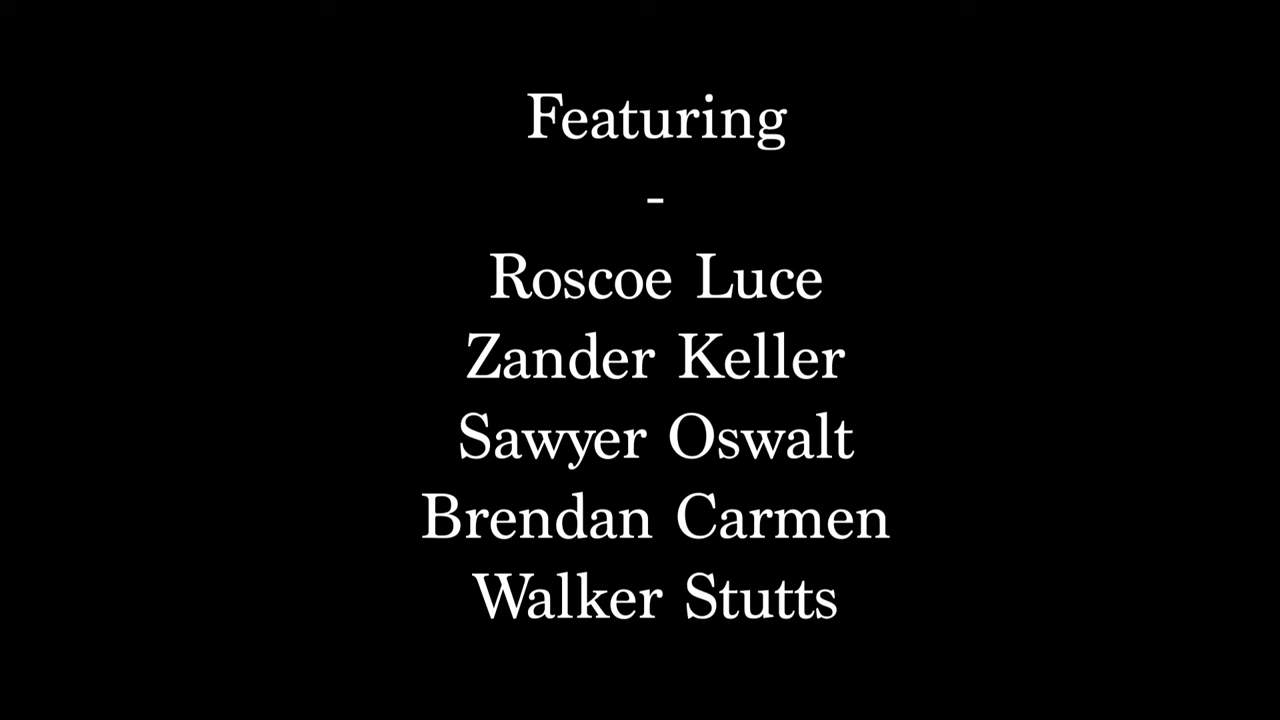 Featuring
-
Roscoe Luce
Zander Keller
Sawyer Oswalt
Brendan Carmen
Walker Stutts